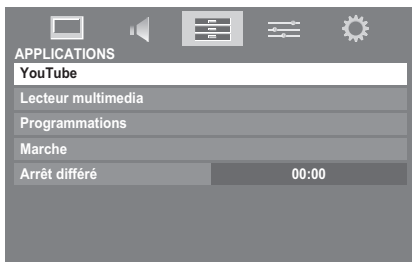 APPLICATIONS
YouTube
Lecteur multimedia
Programmations
Marche
Arrêt différé 00:00